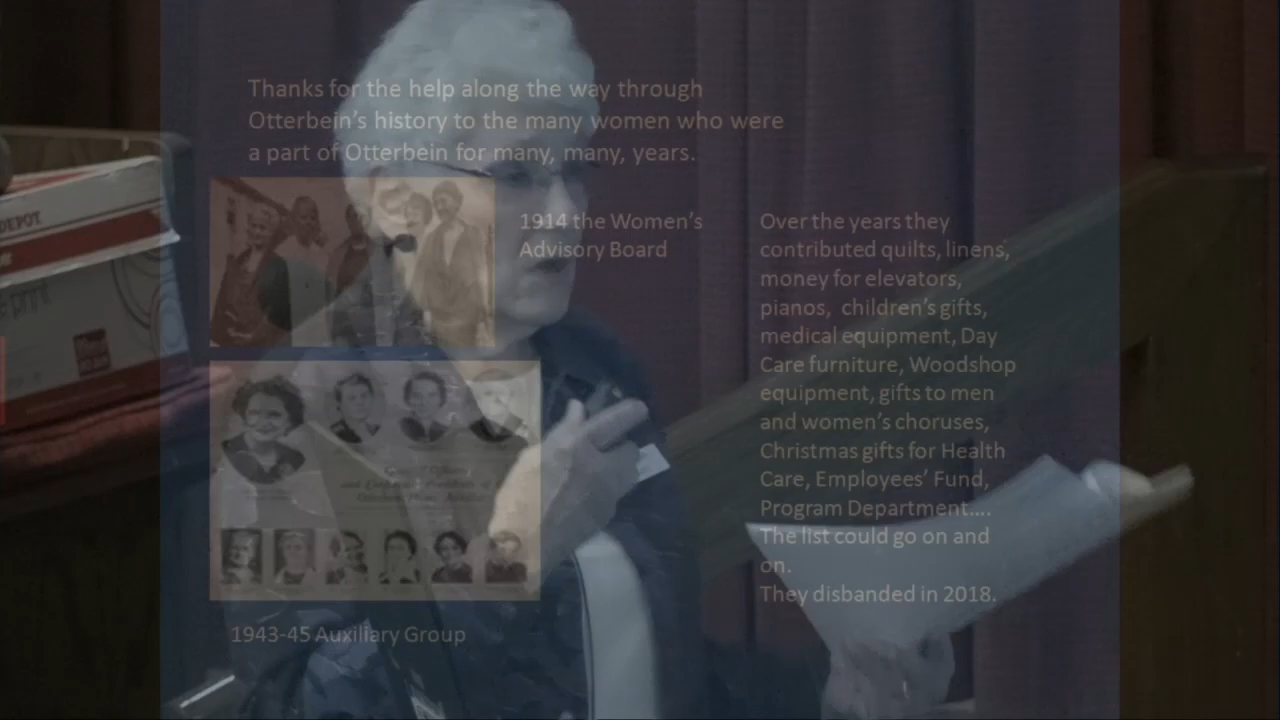 Thanks for the help along the way through
Otterbein's history to the many women who were
a part of Otterbein for many, many, years.
1914 the Women's
Advisory Board
Over the years they
contributed quilts, linens,
money for elevators,
pianos, children's gifts,
medical equipment, Day
Care furniture, Woodshop
equipment, gifts to men
and women's choruses,
Christmas gifts for Health
Care, Employees' Fund,
Program Department....
The list could go on and
on.
They disbanded in 2018.
1943-45 Auxiliary Group
DEPOT